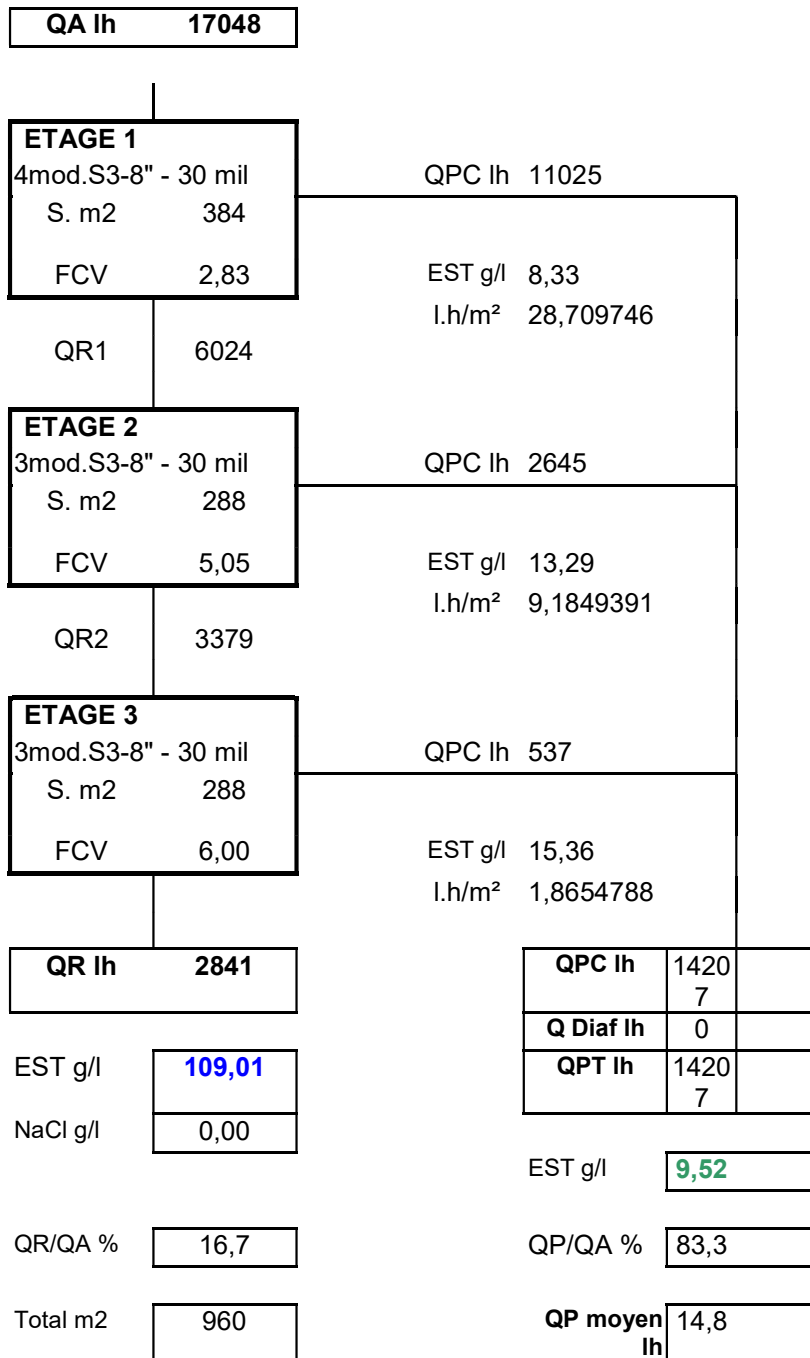 QA lh 17048
ETAGE 1
4mod.S3-8" - 30 mil QPC lh 11025
S. m2 384
FCV 2,83 EST g/l 8,33
l.h/m² 28,709746
QR1 6024
ETAGE 2
3mod.S3-8" - 30 mil QPC lh 2645
S. m2 288
FCV 5,05 EST g/l 13,29
l.h/m² 9,1849391
QR2 3379
ETAGE 3
3mod.S3-8" - 30 mil QPC lh 537
S. m2 288
FCV 6,00 EST g/l 15,36
l.h/m² 1,8654788
QR lh 2841 QPC lh 1420
7
Q Diaf lh 0
EST g/l 109,01 QPT lh 1420
7
NaCl g/l 0,00
EST g/l 9,52
QR/QA % 16,7 QP/QA % 83,3
Total m2 960 QP moyen 14,8
lh